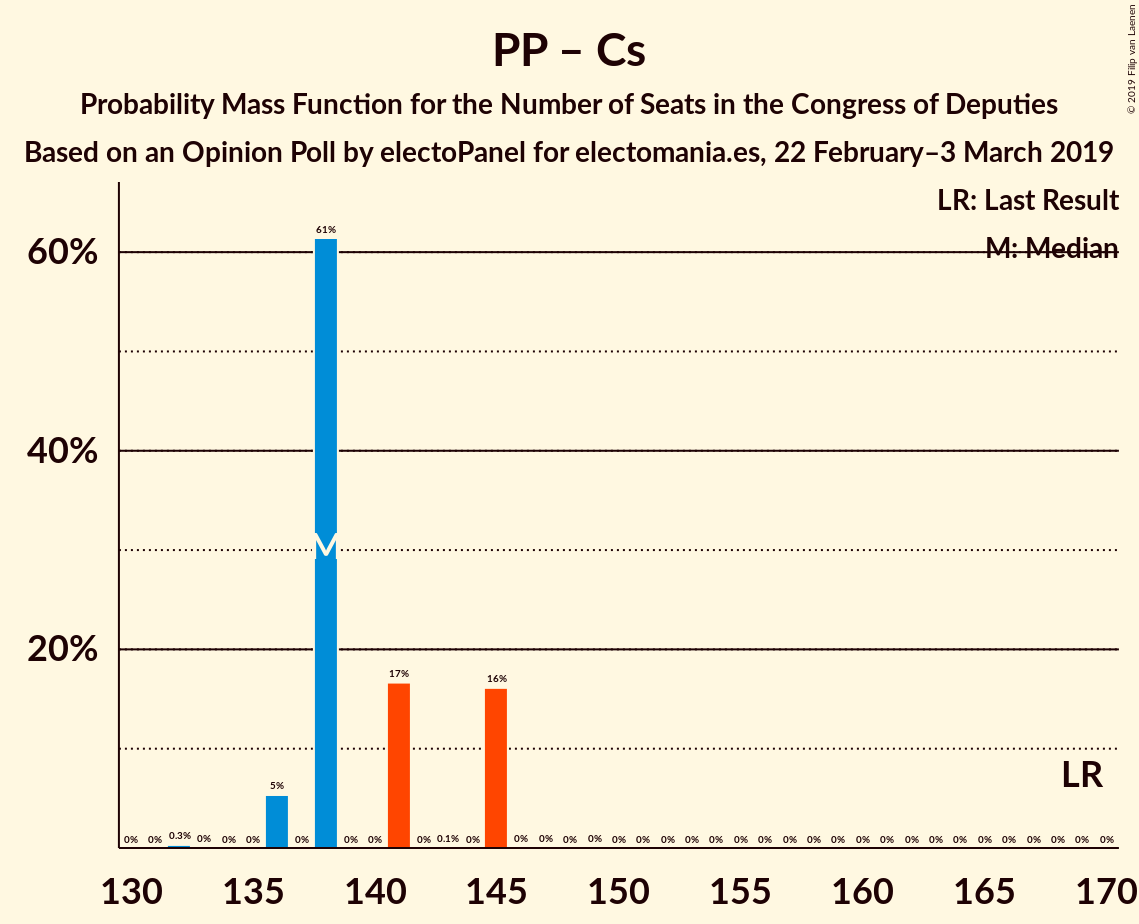 PP – Cs
Probability Mass Function for the Number of Seats in the Congress of Deputies
Based on an Opinion Poll by electoPanel for electomania.es, 22 February–3 March 2019
© 2019 Filip van Laenen
LR: Last Result
M: Median
60%
40%
20%
61%
M
17%
16%
LR
5%
0% 0% 0.3% 0% 0% 0% 0% 0% 0% 0% 0.1% 0% 0% 0% 0% 0% 0% 0% 0% 0% 0% 0% 0% 0% 0% 0% 0% 0% 0% 0% 0% 0% 0% 0% 0% 0% 0%
130 135 140 145 150 155 160 165 170